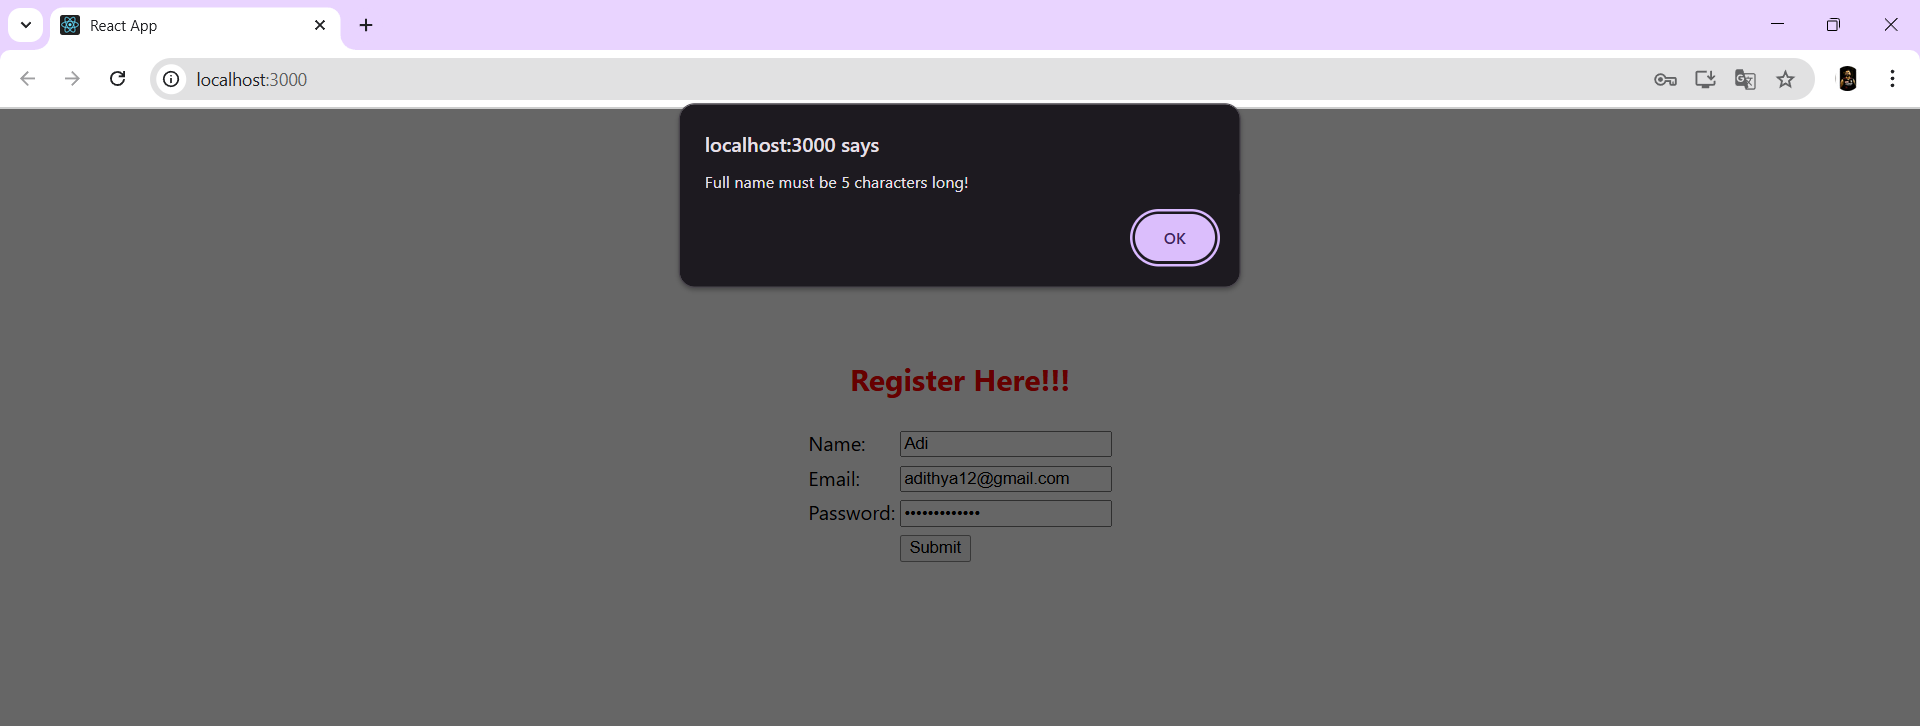 React App
localhost:3000
localhost:3000 says
Full name must be 5 characters long!
OK
Register Here!!!
Name: Adi
Email: adithya12@gmail.com
Password: •••••••••••••
Submit